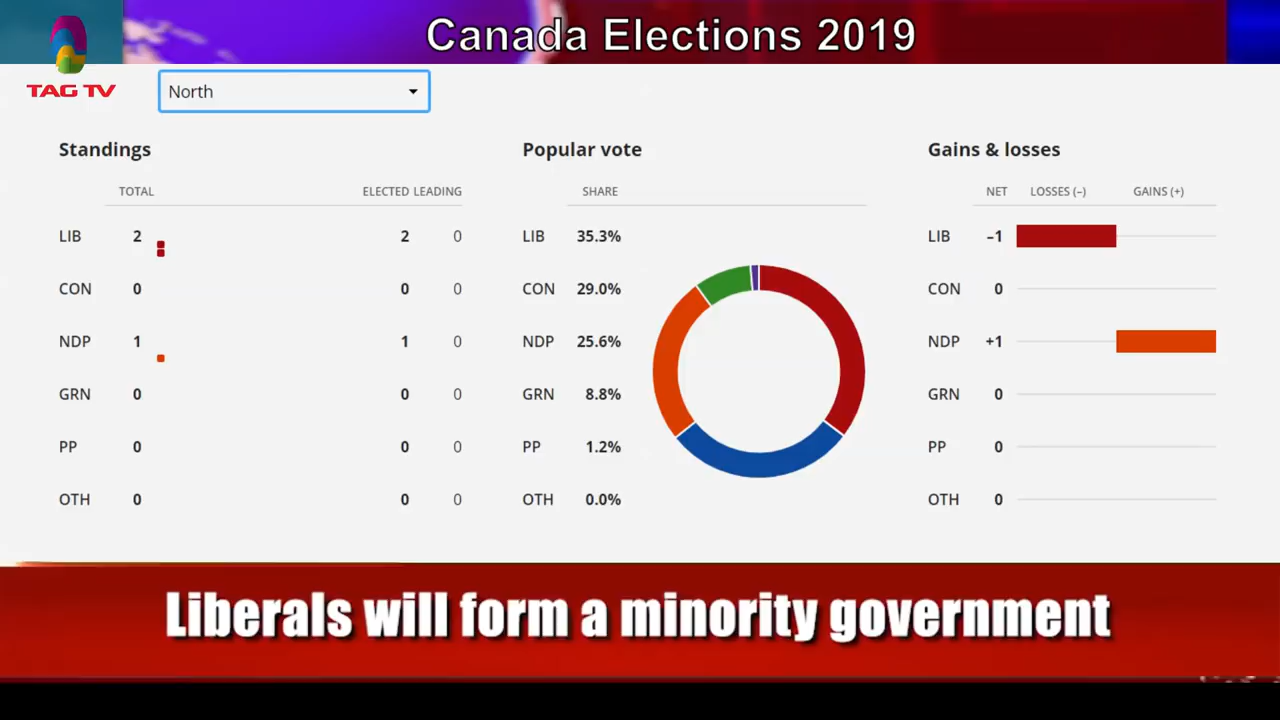 Canada Elections 2019
TAG TV
North
Standings
TOTAL ELECTED LEADING
LIB 2 2 0
CON 0 0 0
NDP 1 1 0
GRN 0 0 0
PP 0 0 0
OTH 0 0 0
Popular vote
SHARE
LIB 35.3%
CON 29.0%
NDP 25.6%
GRN 8.8%
PP 1.2%
OTH 0.0%
Gains & losses
NET LOSSES (–) GAINS (+)
LIB –1
CON 0
NDP +1
GRN 0
PP 0
OTH 0
Liberals will form a minority government